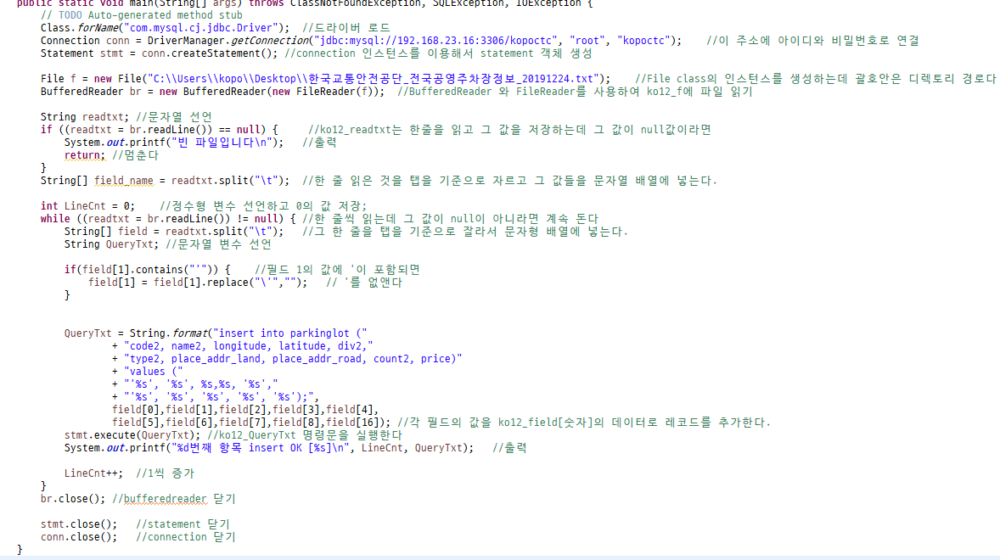 public static void main(String[] args) throws ClassNotFoundException, SQLException, IOException {
// TODO Auto-generated method stub
Class.forName("com.mysql.cj.jdbc.Driver");  //드라이버 로드
Connection conn = DriverManager.getConnection("jdbc:mysql://192.168.23.16:3306/kopoctc", "root", "kopoctc");    //이 주소에 아이디와 비밀번호로 연결
Statement stmt = conn.createStatement(); //connection 인스턴스를 이용해서 statement 객체 생성
File f = new File("C:\\Users\\kopo\\Desktop\\한국교통안전공단_전국공영주차장정보_20191224.txt");    //File class의 인스턴스를 생성하는데 괄호안은 디렉토리 경로다
BufferedReader br = new BufferedReader(new FileReader(f));  //BufferedReader 와 FileReader를 사용하여 ko12_f에 파일 읽기
String readtxt; //문자열 선언
if ((readtxt = br.readLine()) == null) {     //ko12_readtxt는 한줄을 읽고 그 값을 저장하는데 그 값이 null값이라면
System.out.printf("빈 파일입니다\n");   //출력
return; //멈춘다
}
String[] field_name = readtxt.split("\t");  //한 줄 읽은 것을 탭을 기준으로 자르고 그 값들을 문자열 배열에 넣는다.
int LineCnt = 0;    //정수형 변수 선언하고 0의 값 저장;
while ((readtxt = br.readLine()) != null) { //한 줄씩 읽는데 그 값이 null이 아니라면 계속 돈다
String[] field = readtxt.split("\t");   //그 한 줄을 탭을 기준으로 잘라서 문자형 배열에 넣는다.
String QueryTxt; //문자열 변수 선언
if(field[1].contains("'")) {    //필드 1의 값에 '이 포함되면
field[1] = field[1].replace("\'","");   // '를 없앤다
}
QueryTxt = String.format("insert into parkinglot ("
+ "code2, name2, longitude, latitude, div2,"
+ "type2, place_addr_land, place_addr_road, count2, price)"
+ "values ("
+ "'%s', '%s', %s,%s, '%s',"
+ "'%s', '%s', '%s', '%s', '%s');",
field[0],field[1],field[2],field[3],field[4],
field[5],field[6],field[7],field[8],field[16]); //각 필드의 값을 ko12_field[숫자]의 데이터로 레코드를 추가한다.
stmt.execute(QueryTxt); //ko12_QueryTxt 명령문을 실행한다
System.out.printf("%d번째 항목 insert OK [%s]\n", LineCnt, QueryTxt);   //출력
LineCnt++;  //1씩 증가
}
br.close(); //bufferedreader 닫기
stmt.close();   //statement 닫기
conn.close();   //connection 닫기
}